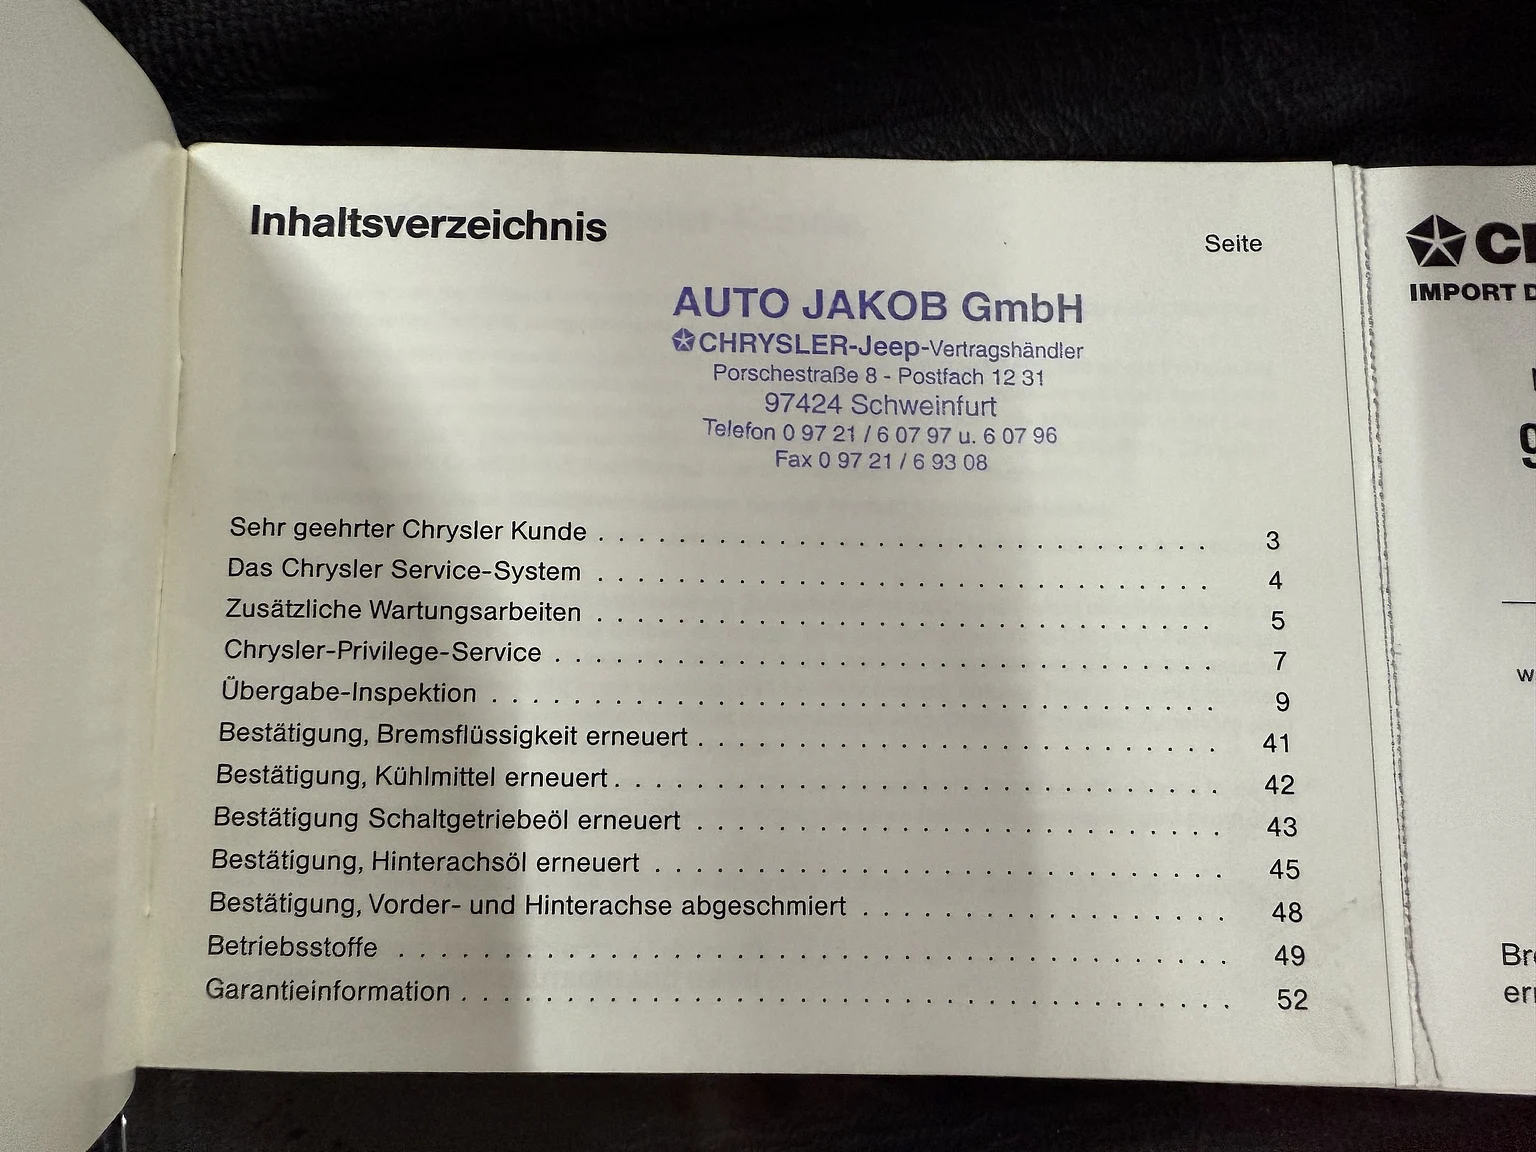 Inhaltsverzeichnis
Seite
AUTO JAKOB GmbH
CHRYSLER-Jeep-Vertragshändler
Porschestraße 8 - Postfach 12 31
97424 Schweinfurt
Telefon 0 97 21 / 6 07 97 u. 6 07 96
Fax 0 97 21 / 6 93 08
Sehr geehrter Chrysler Kunde . . . . . . . . . . . . . . . . . . . . . . . . 3
Das Chrysler Service-System . . . . . . . . . . . . . . . . . . . . . . . . 4
Zusätzliche Wartungsarbeiten . . . . . . . . . . . . . . . . . . . . . . . . 5
Chrysler-Privilege-Service . . . . . . . . . . . . . . . . . . . . . . . . . . 7
Übergabe-Inspektion . . . . . . . . . . . . . . . . . . . . . . . . . . . . . 9
Bestätigung, Bremsflüssigkeit erneuert . . . . . . . . . . . . . . . . . . . . . 41
Bestätigung, Kühlmittel erneuert . . . . . . . . . . . . . . . . . . . . . . . . 42
Bestätigung Schaltgetriebeöl erneuert . . . . . . . . . . . . . . . . . . . . . 43
Bestätigung, Hinterachsöl erneuert . . . . . . . . . . . . . . . . . . . . . . . 45
Bestätigung, Vorder- und Hinterachse abgeschmiert . . . . . . . . . . . . . . . 48
Betriebsstoffe . . . . . . . . . . . . . . . . . . . . . . . . . . . . . . . . . 49
Garantieinformation . . . . . . . . . . . . . . . . . . . . . . . . . . . . . . 52
IMPORT